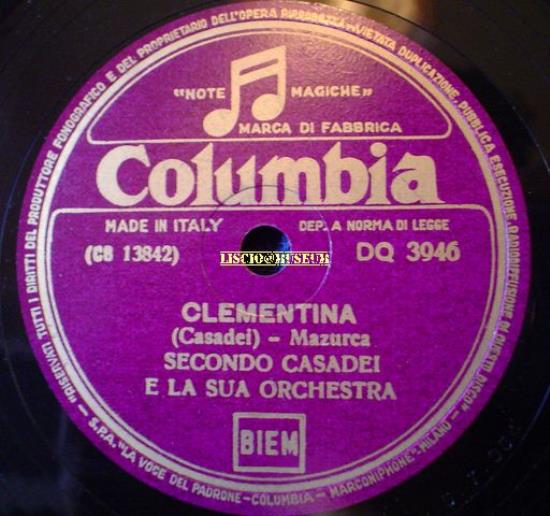 "RISERVATI TUTTI I DIRITTI DEL PRODUTTORE FONOGRAFICO E DEL PROPRIETARIO DELL'OPERA RIPRODOTTA - VIETATA DUPLICAZIONE, PUBBLICA ESECUZIONE, RADIODIFFUSIONE DI QUESTO DISCO"
"NOTE MAGICHE"
MARCA DI FABBRICA
Columbia
MADE IN ITALY DEP. A NORMA DI LEGGE
(CB 13842) DQ 3946
LISCIO@MUSEUM
CLEMENTINA
(Casadei) - Mazurca
SECONDO CASADEI
E LA SUA ORCHESTRA
BIEM
- S.P.A. "LA VOCE DEL PADRONE-COLUMBIA - MARCONIPHONE" - MILANO -